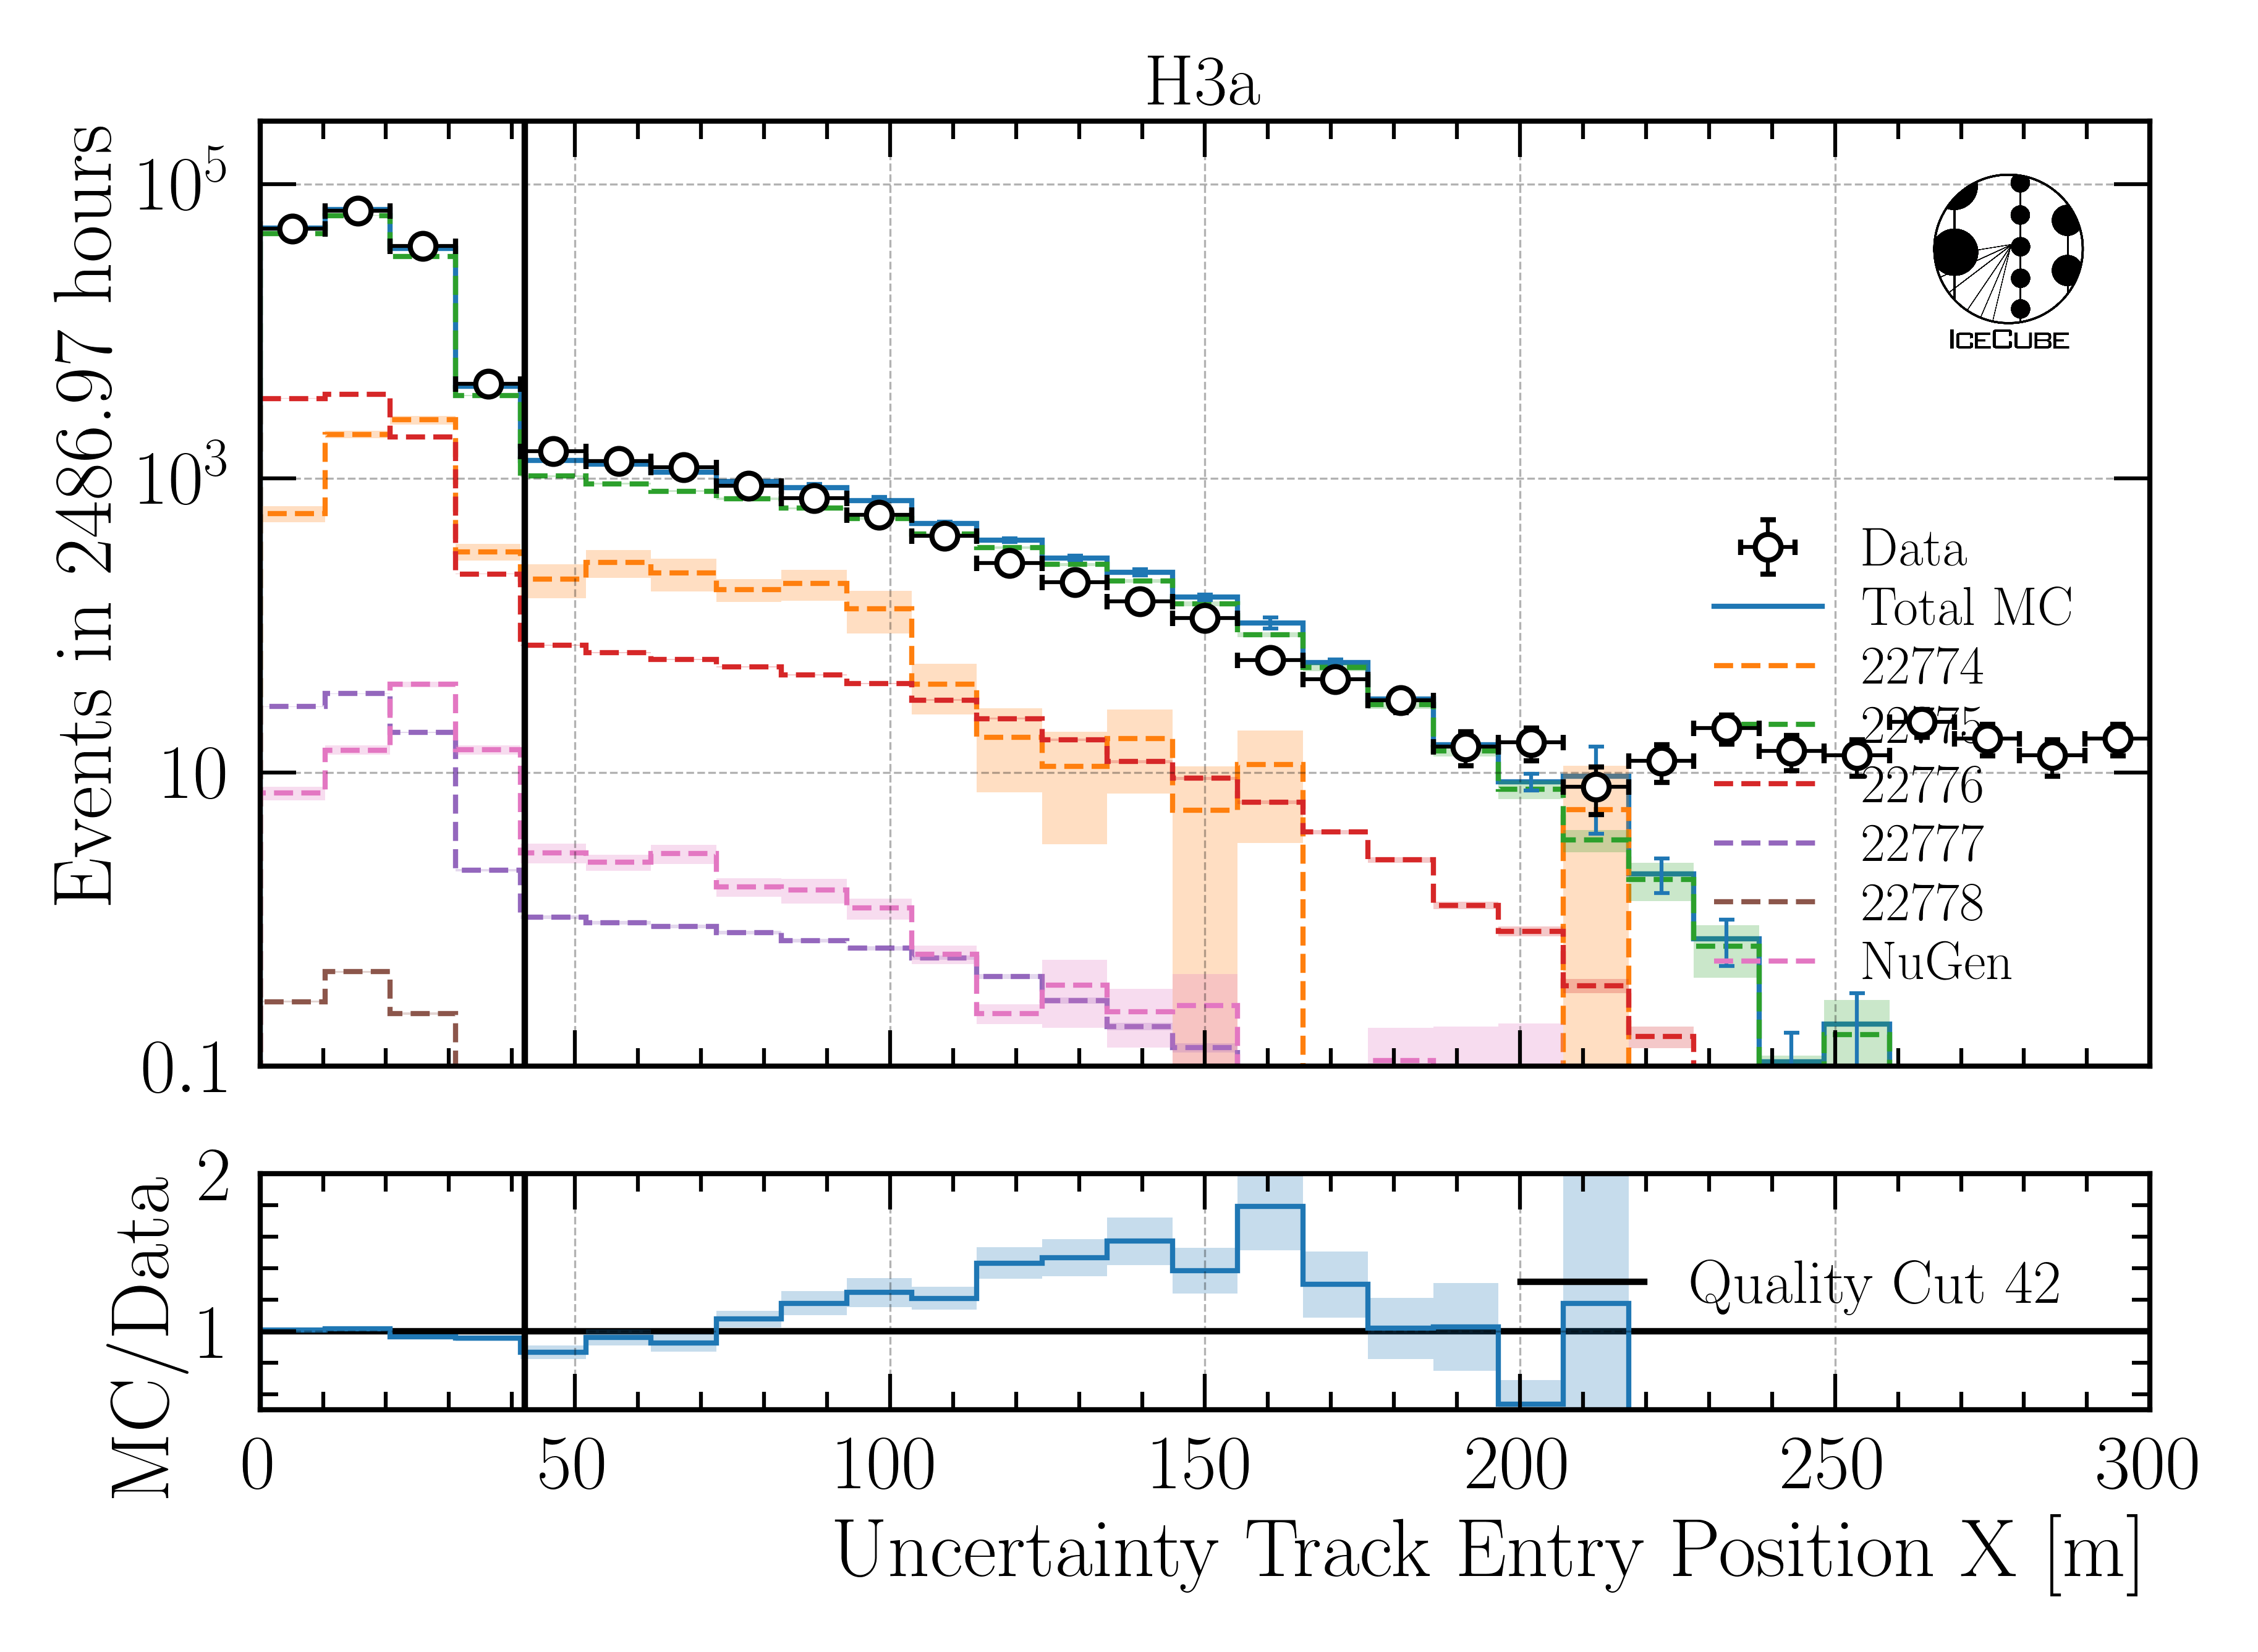 H3a
Events in 2486.97 hours
10^5
10^3
10
0.1
ICECUBE
Data
Total MC
22774
22775
22776
22777
22778
NuGen
MC/Data
2
1
Quality Cut 42
0 50 100 150 200 250 300
Uncertainty Track Entry Position X [m]